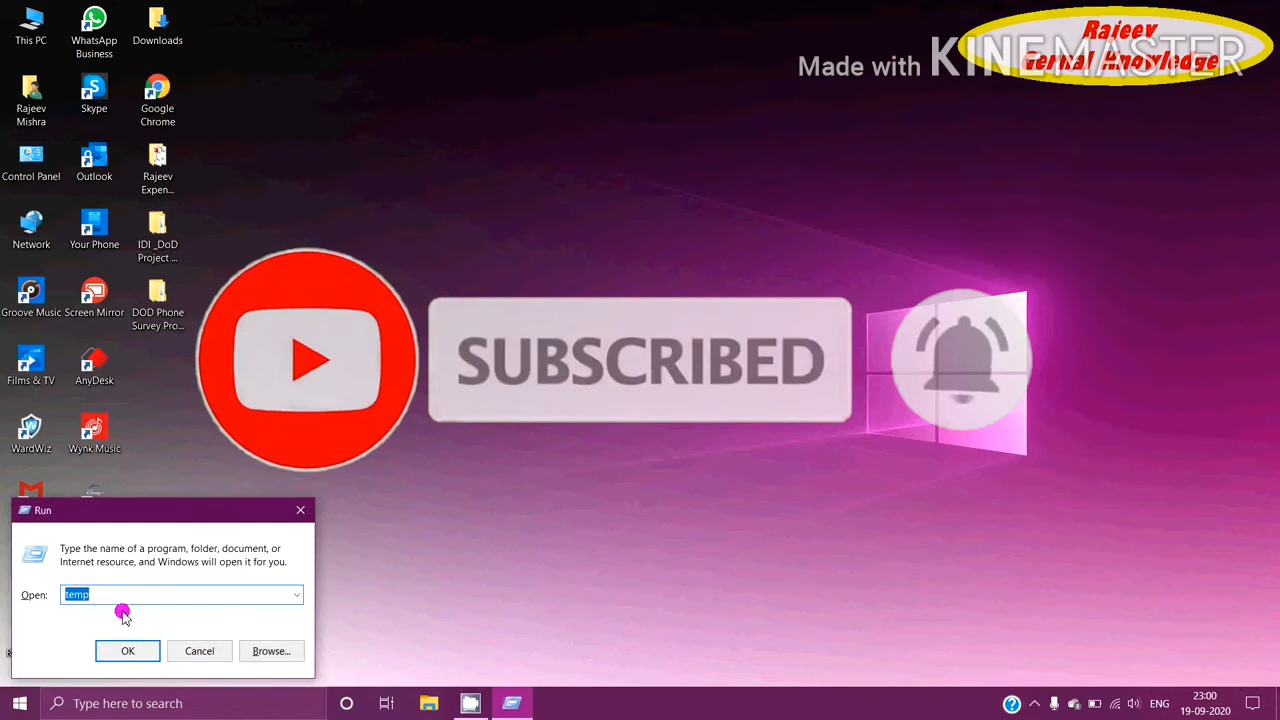 This PC
WhatsApp
Business
Downloads
Rajeev
Gernal Knowledge
Made with KINEMASTER
Rajeev
Mishra
Skype
Google
Chrome
Control Panel
Outlook
Rajeev
Expen...
Network
Your Phone
IDI _DoD
Project ...
Groove Music
Screen Mirror
DOD Phone
Survey Pro...
SUBSCRIBED
Films & TV
AnyDesk
WardWiz
Wynk Music
Run
Type the name of a program, folder, document, or
Internet resource, and Windows will open it for you.
Open:
temp
OK
Cancel
Browse...
Type here to search
ENG
23:00
19-09-2020